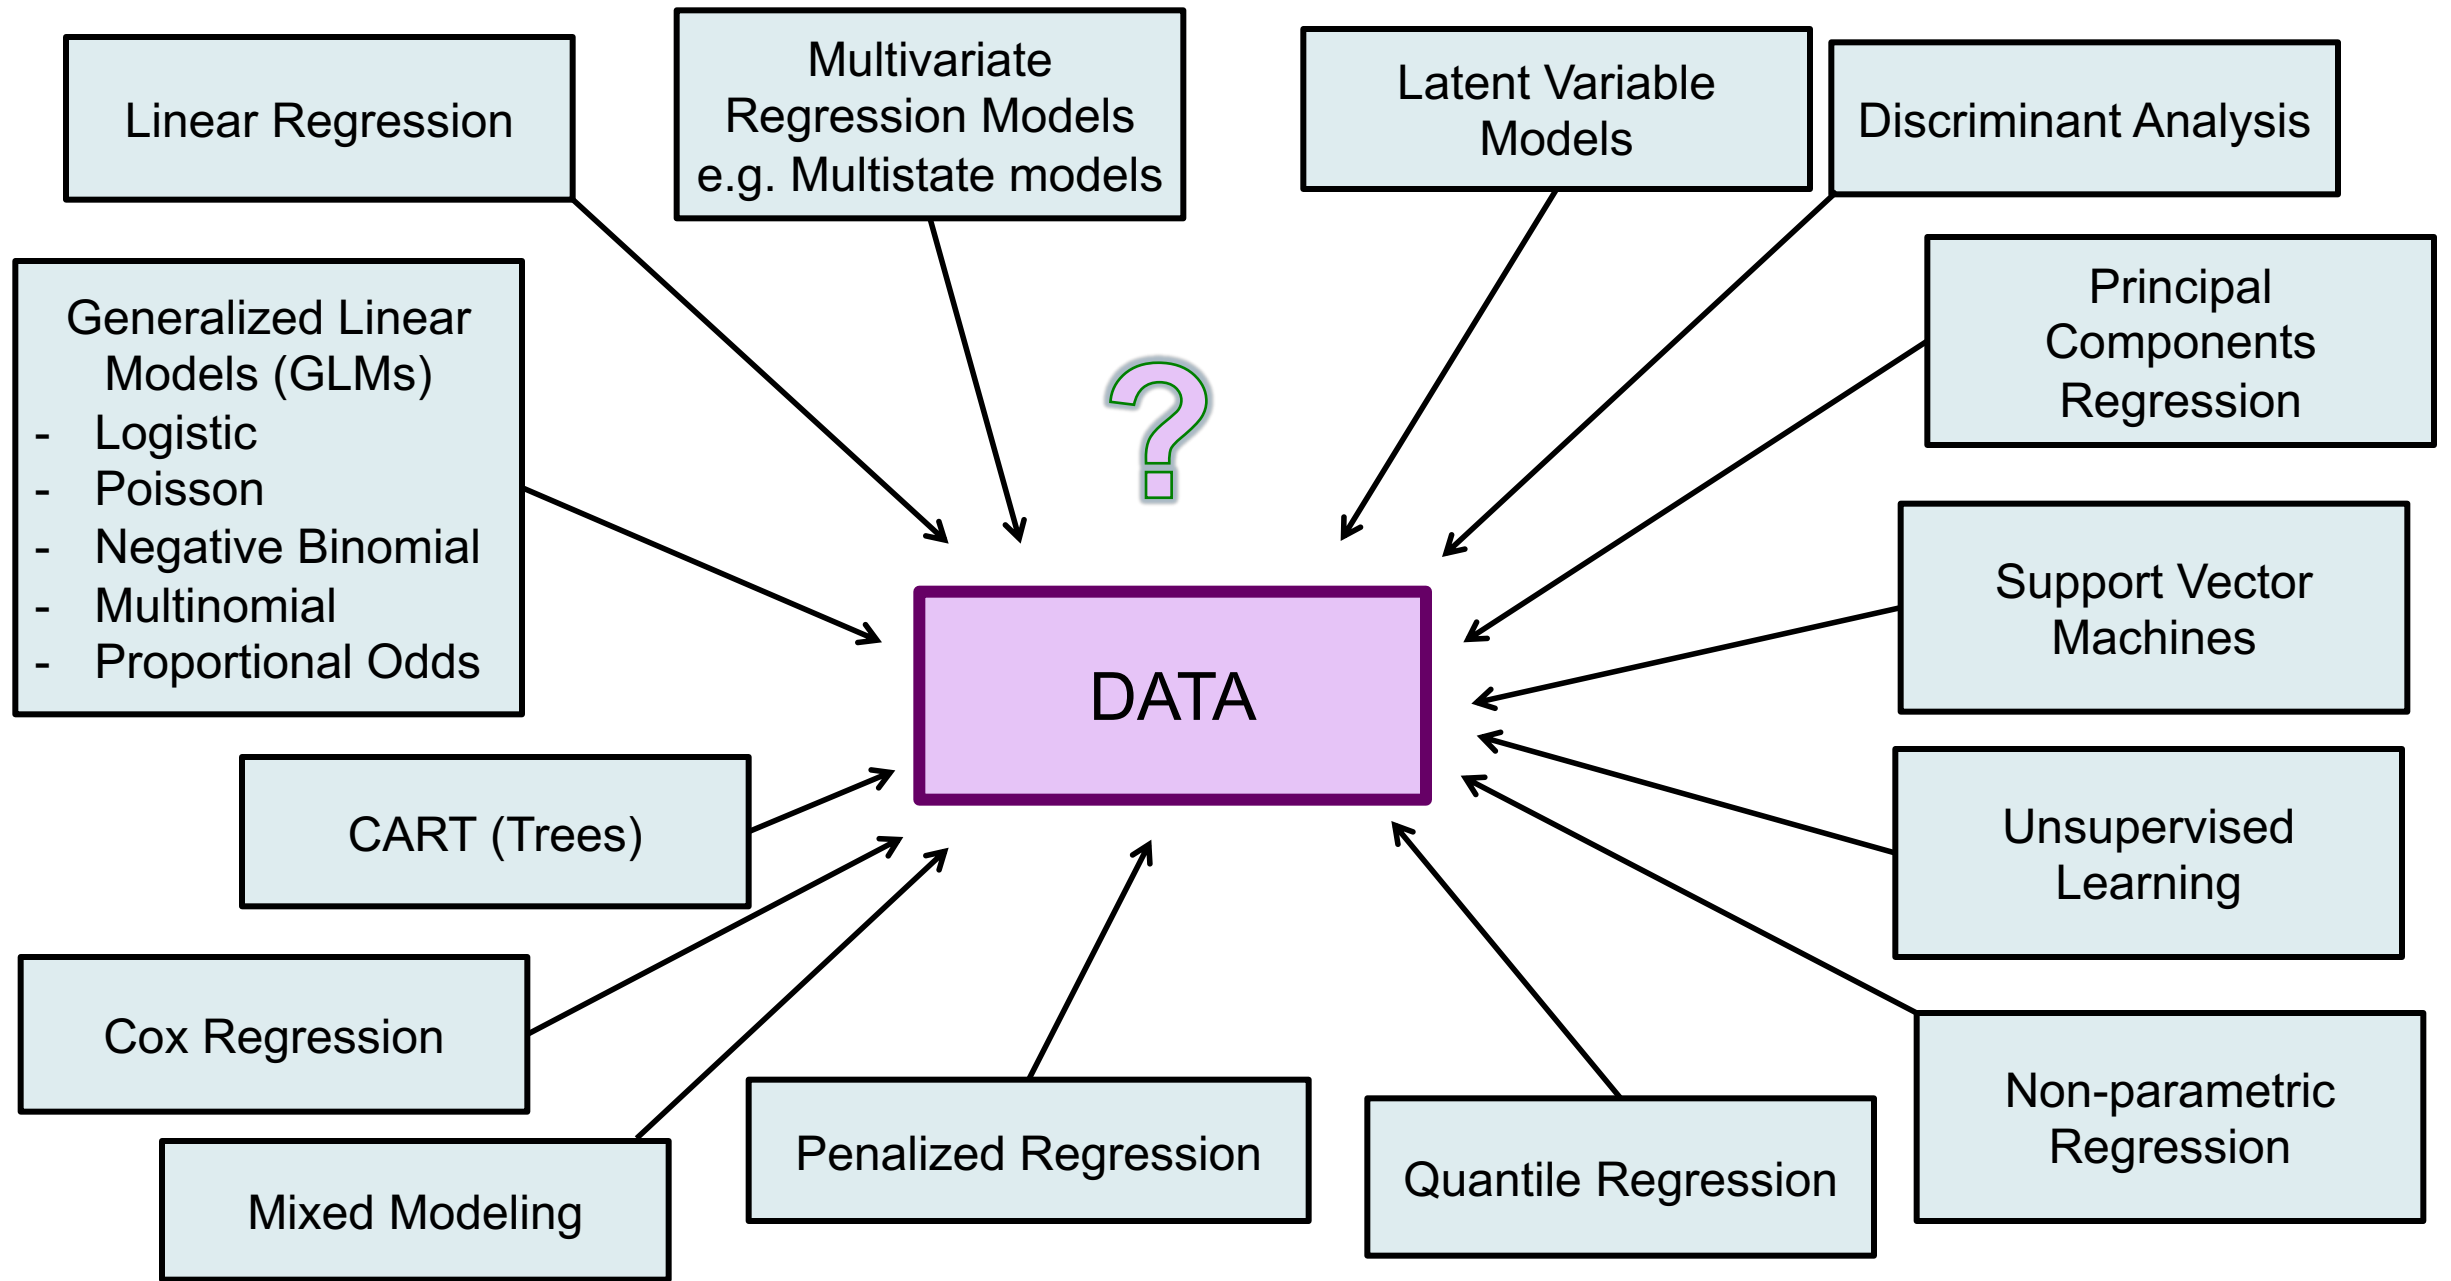 Linear Regression
Multivariate
Regression Models
e.g. Multistate models
Latent Variable
Models
Discriminant Analysis
Generalized Linear
Models (GLMs)
- Logistic
- Poisson
- Negative Binomial
- Multinomial
- Proportional Odds
?
Principal
Components
Regression
Support Vector
Machines
DATA
CART (Trees)
Unsupervised
Learning
Cox Regression
Non-parametric
Regression
Mixed Modeling
Penalized Regression
Quantile Regression